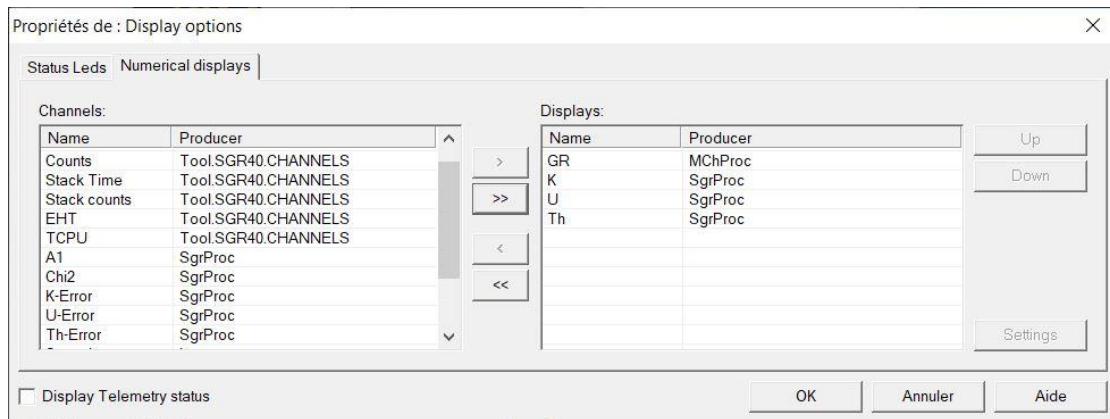 Propriétés de : Display options
Status Leds Numerical displays
Channels: Displays:
Name Producer Name Producer
Counts Tool.SGR40.CHANNELS > GR MChProc Up
Stack Time Tool.SGR40.CHANNELS K SgrProc Down
Stack counts Tool.SGR40.CHANNELS >> U SgrProc
EHT Tool.SGR40.CHANNELS Th SgrProc
TCPU Tool.SGR40.CHANNELS <
A1 SgrProc
Chi2 SgrProc <<
K-Error SgrProc
U-Error SgrProc
Th-Error SgrProc Settings
Display Telemetry status OK Annuler Aide